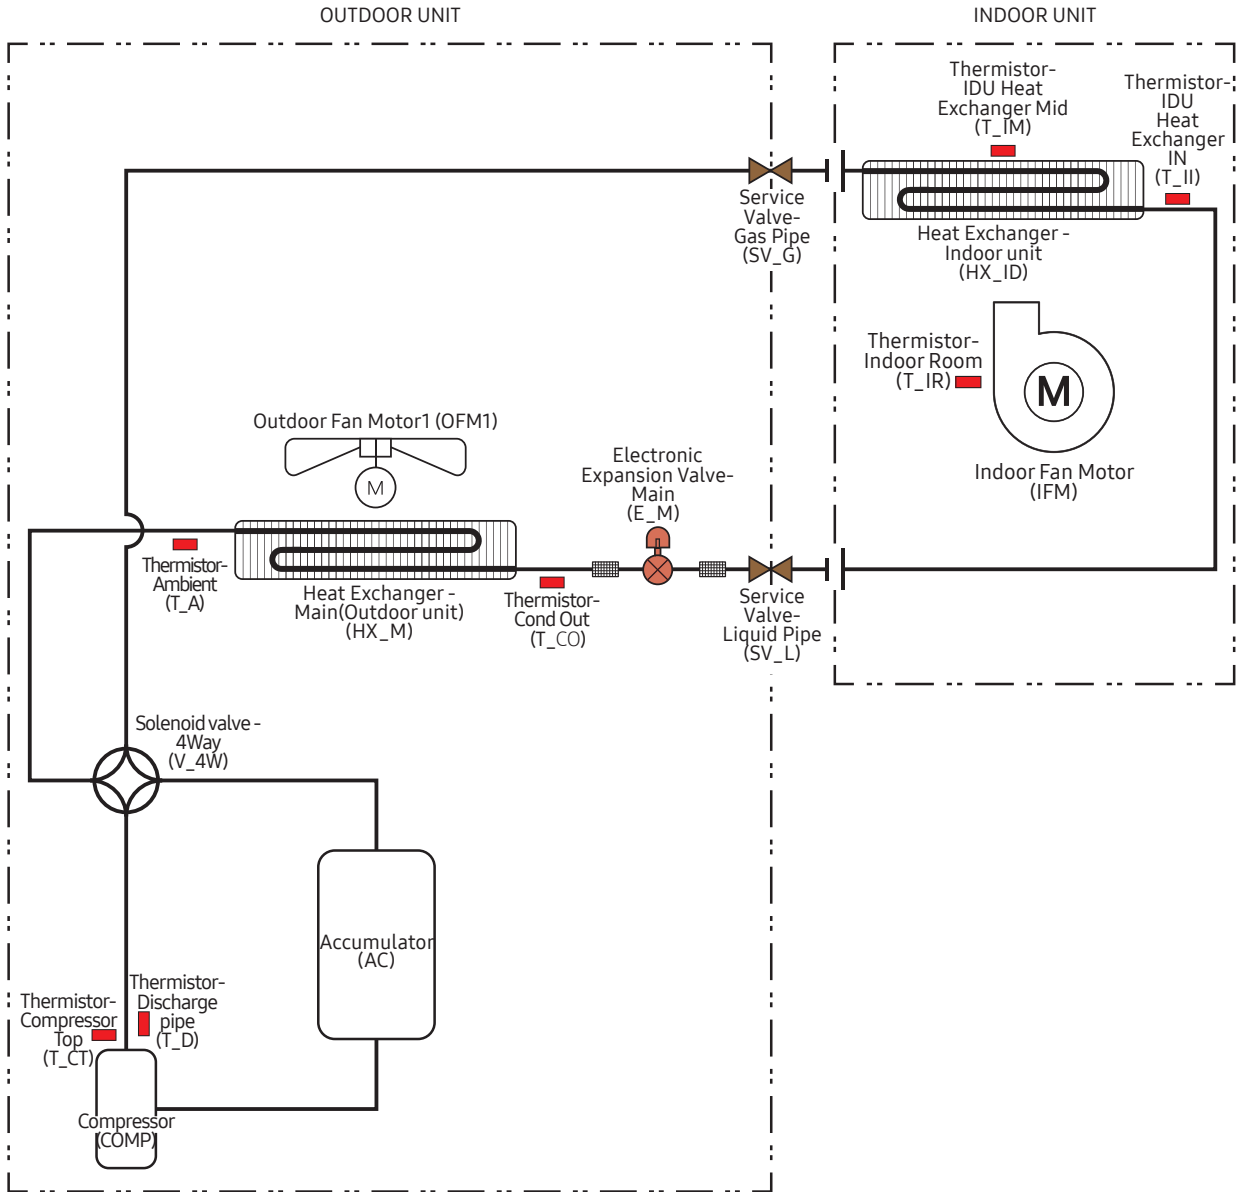 OUTDOOR UNIT
INDOOR UNIT
Thermistor-
IDU Heat
Exchanger Mid
(T_IM)
Thermistor-
IDU
Heat
Exchanger
IN
(T_II)
Service
Valve-
Gas Pipe
(SV_G)
Heat Exchanger -
Indoor unit
(HX_ID)
Thermistor-
Indoor Room
(T_IR)
M
Indoor Fan Motor
(IFM)
Outdoor Fan Motor1 (OFM1)
M
Electronic
Expansion Valve-
Main
(E_M)
Thermistor-
Ambient
(T_A)
Heat Exchanger -
Main(Outdoor unit)
(HX_M)
Thermistor-
Cond Out
(T_CO)
Service
Valve-
Liquid Pipe
(SV_L)
Solenoid valve -
4Way
(V_4W)
Accumulator
(AC)
Thermistor-
Compressor
Top
(T_CT)
Thermistor-
Discharge
pipe
(T_D)
Compressor
(COMP)